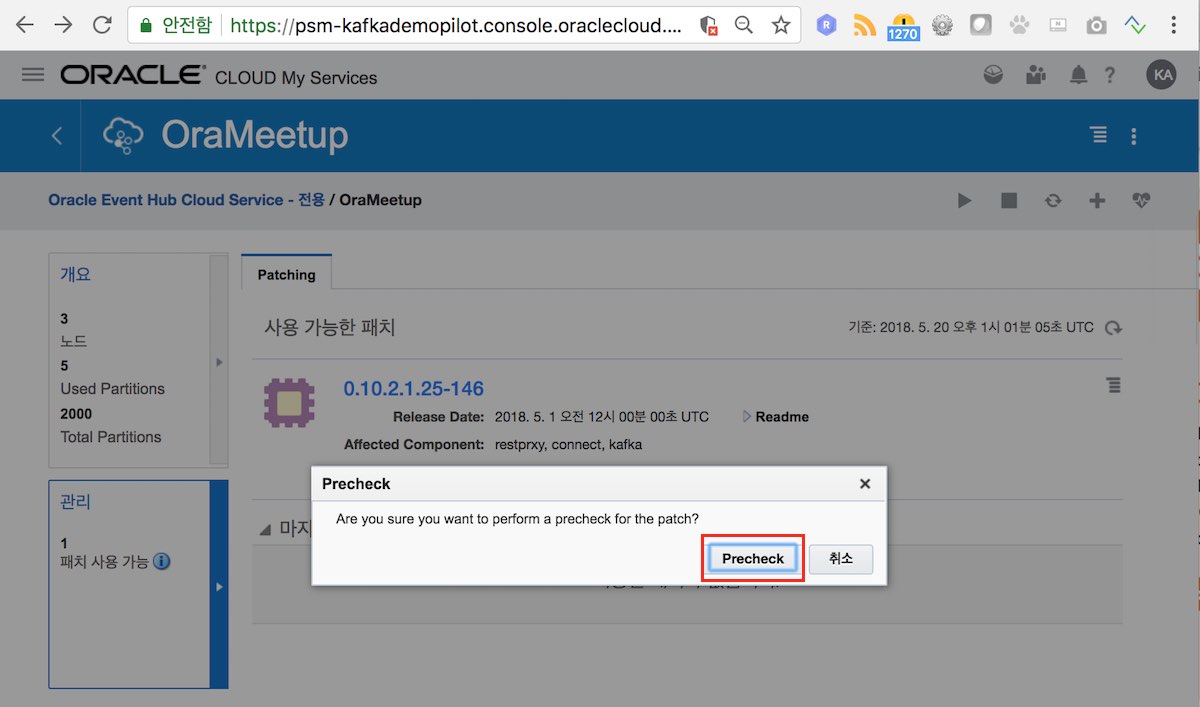 안전함 https://psm-kafkademopilot.console.oraclecloud....
R
1270
N
ORACLE® CLOUD My Services
?
KA
OraMeetup
Oracle Event Hub Cloud Service - 전용 / OraMeetup
개요
3
노드
5
Used Partitions
2000
Total Partitions
관리
1
패치 사용 가능 i
Patching
사용 가능한 패치
기준: 2018. 5. 20 오후 1시 01분 05초 UTC
0.10.2.1.25-146
Release Date: 2018. 5. 1 오전 12시 00분 00초 UTC
Readme
Affected Component: restprxy, connect, kafka
Precheck
Are you sure you want to perform a precheck for the patch?
Precheck
취소